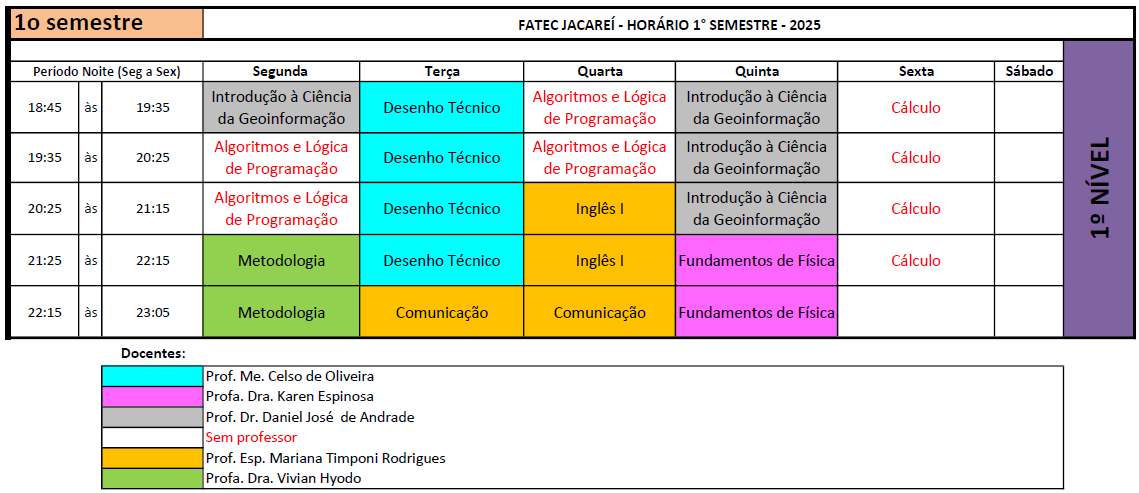 1o semestre
FATEC JACAREÍ - HORÁRIO 1° SEMESTRE - 2025
Período Noite (Seg a Sex) Segunda Terça Quarta Quinta Sexta Sábado
18:45 às 19:35 Introdução à Ciência da Geoinformação Desenho Técnico Algoritmos e Lógica de Programação Introdução à Ciência da Geoinformação Cálculo
19:35 às 20:25 Algoritmos e Lógica de Programação Desenho Técnico Algoritmos e Lógica de Programação Introdução à Ciência da Geoinformação Cálculo
20:25 às 21:15 Algoritmos e Lógica de Programação Desenho Técnico Inglês I Introdução à Ciência da Geoinformação Cálculo
21:25 às 22:15 Metodologia Desenho Técnico Inglês I Fundamentos de Física Cálculo
22:15 às 23:05 Metodologia Comunicação Comunicação Fundamentos de Física
1º NÍVEL
Docentes:
Prof. Me. Celso de Oliveira
Profa. Dra. Karen Espinosa
Prof. Dr. Daniel José de Andrade
Sem professor
Prof. Esp. Mariana Timponi Rodrigues
Profa. Dra. Vivian Hyodo